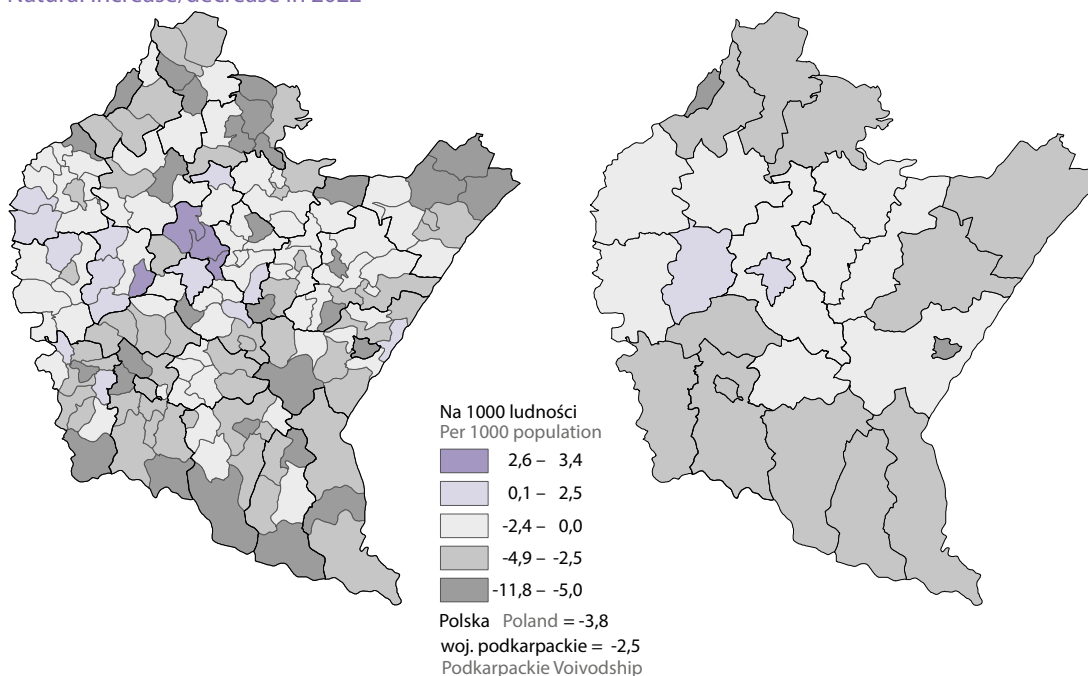 Natural increase/decrease in 2022
Na 1000 ludności
Per 1000 population
2,6 – 3,4
0,1 – 2,5
-2,4 – 0,0
-4,9 – -2,5
-11,8 – -5,0
Polska Poland = -3,8
woj. podkarpackie = -2,5
Podkarpackie Voivodship